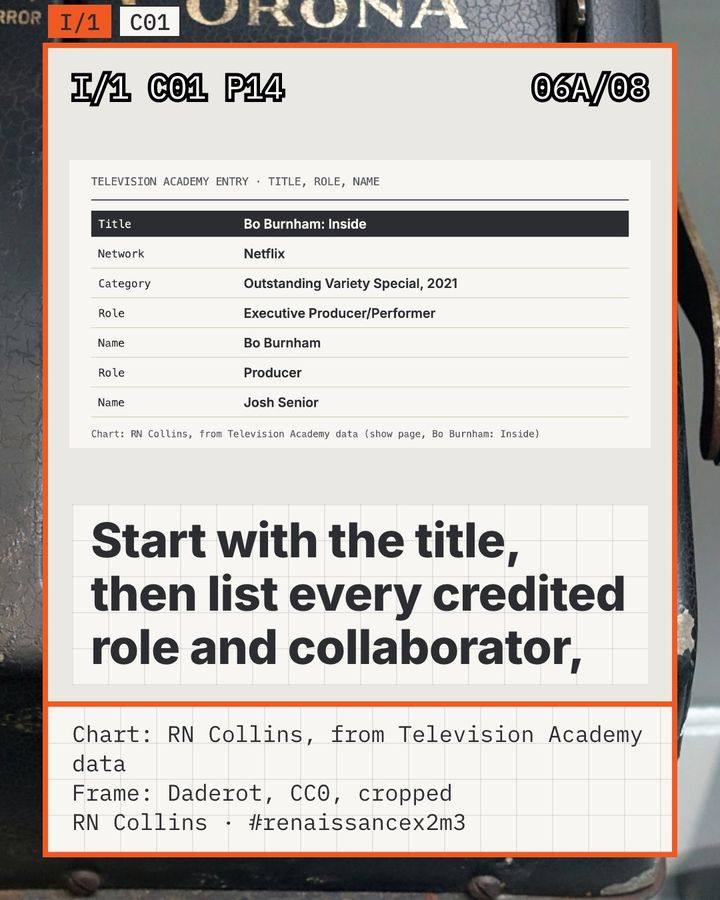 RROR
CORONA
I/1
C01
I/1 C01 P14
06A/08
TELEVISION ACADEMY ENTRY · TITLE, ROLE, NAME
Title Bo Burnham: Inside
Network Netflix
Category Outstanding Variety Special, 2021
Role Executive Producer/Performer
Name Bo Burnham
Role Producer
Name Josh Senior
Chart: RN Collins, from Television Academy data (show page, Bo Burnham: Inside)
Start with the title,
then list every credited
role and collaborator,
Chart: RN Collins, from Television Academy
data
Frame: Daderot, CC0, cropped
RN Collins · #renaissancex2m3